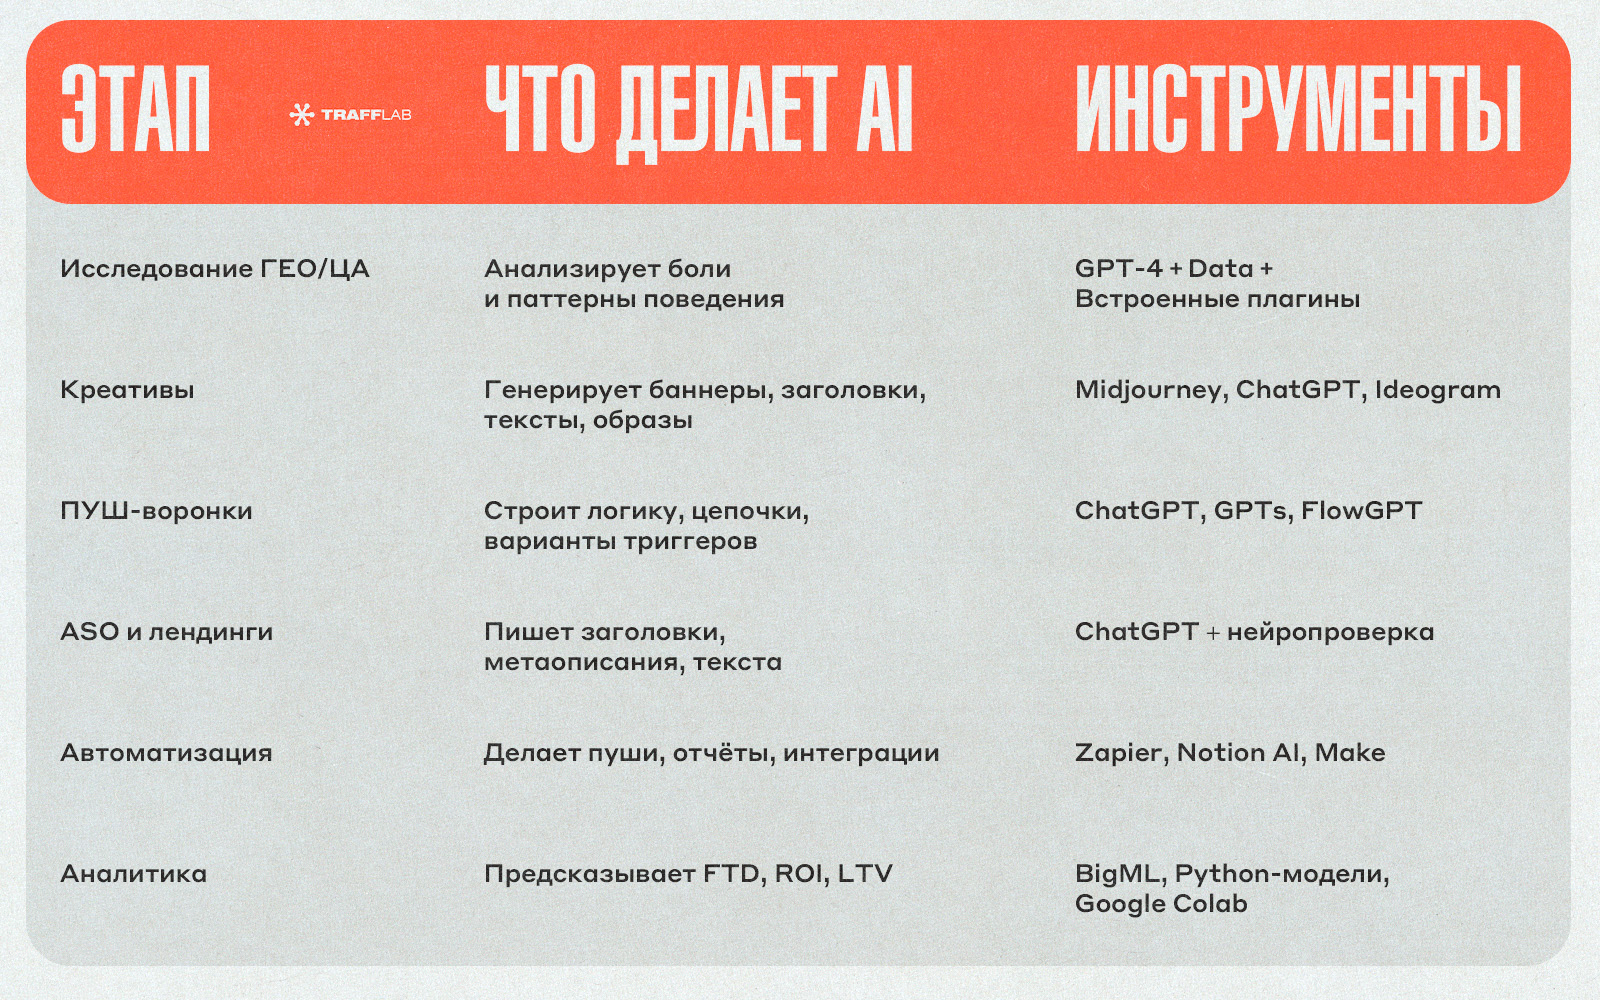 ЭТАП
TRAFFLAB
ЧТО ДЕЛАЕТ AI
ИНСТРУМЕНТЫ
Исследование ГЕО/ЦА
Анализирует боли
и паттерны поведения
GPT-4 + Data +
Встроенные плагины
Креативы
Генерирует баннеры, заголовки,
тексты, образы
Midjourney, ChatGPT, Ideogram
ПУШ-воронки
Строит логику, цепочки,
варианты триггеров
ChatGPT, GPTs, FlowGPT
ASO и лендинги
Пишет заголовки,
метаописания, текста
ChatGPT + нейропроверка
Автоматизация
Делает пуши, отчёты, интеграции
Zapier, Notion AI, Make
Аналитика
Предсказывает FTD, ROI, LTV
BigML, Python-модели,
Google Colab